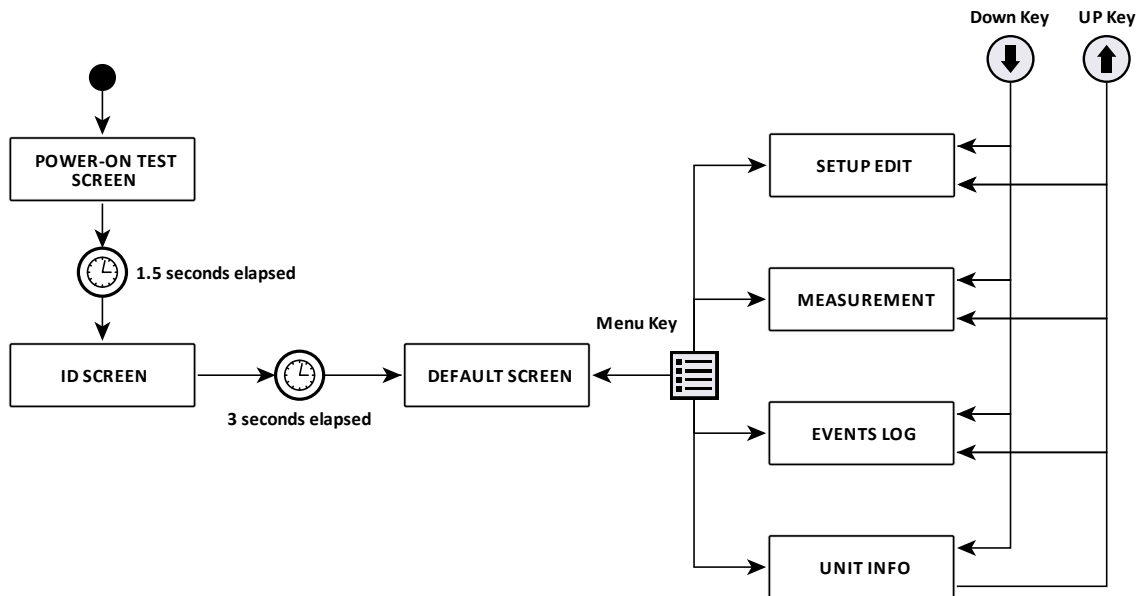 Down Key
UP Key
POWER-ON TEST
SCREEN
SETUP EDIT
1.5 seconds elapsed
MEASUREMENT
Menu Key
ID SCREEN
DEFAULT SCREEN
3 seconds elapsed
EVENTS LOG
UNIT INFO